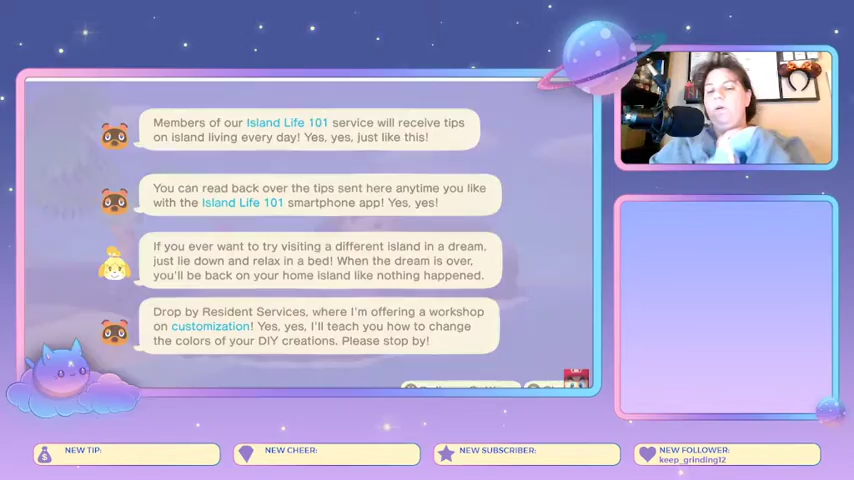 Members of our Island Life 101 service will receive tips
on island living every day! Yes, yes, just like this!
You can read back over the tips sent here anytime you like
with the Island Life 101 smartphone app! Yes, yes!
If you ever want to try visiting a different island in a dream,
just lie down and relax in a bed! When the dream is over,
you'll be back on your home island like nothing happened.
Drop by Resident Services, where I'm offering a workshop
on customization! Yes, yes, I'll teach you how to change
the colors of your DIY creations. Please stop by!
NEW TIP:
NEW CHEER:
NEW SUBSCRIBER:
NEW FOLLOWER:
keep_grinding12